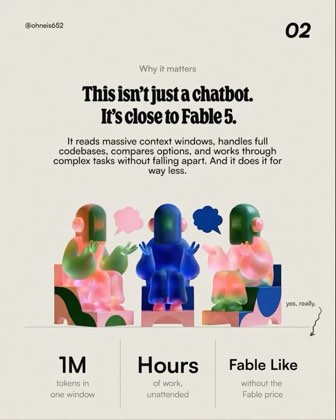 @ohneis652
02
Why it matters
This isn't just a chatbot.
It's close to Fable 5.
It reads massive context windows, handles full
codebases, compares options, and works through
complex tasks without falling apart. And it does it for
way less.
yes, really.
1M
tokens in
one window
Hours
of work,
unattended
Fable Like
without the
Fable price